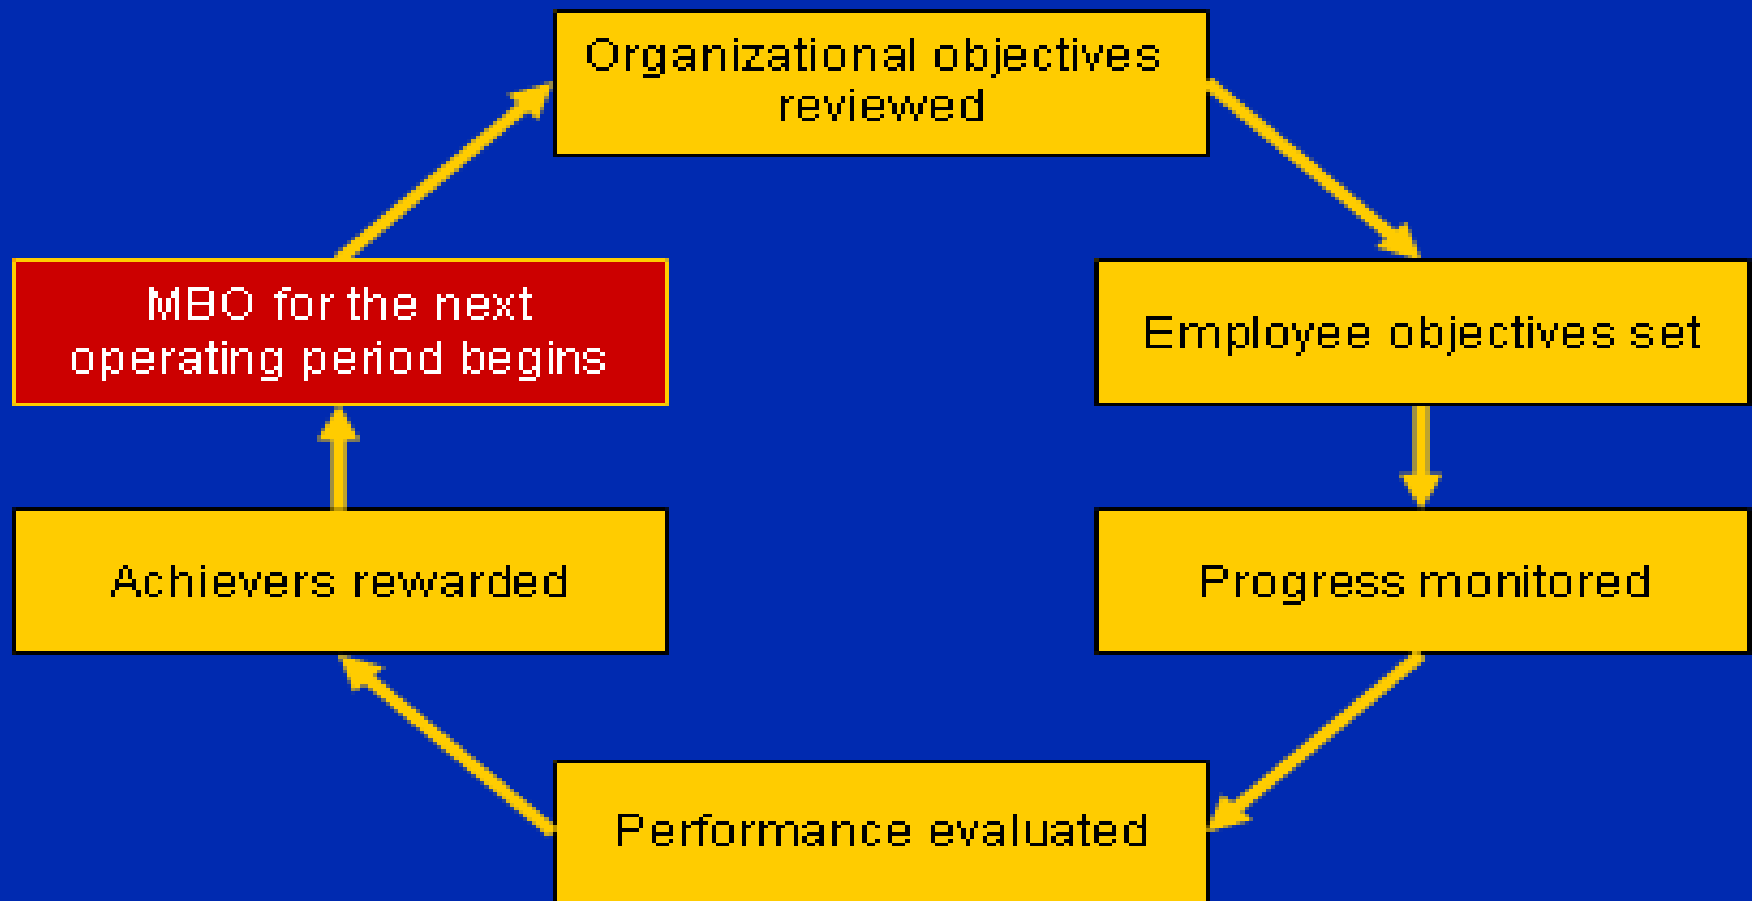 Organizational objectives
reviewed
MBO for the next
operating period begins
Employee objectives set
Achievers rewarded
Progress monitored
Performance evaluated